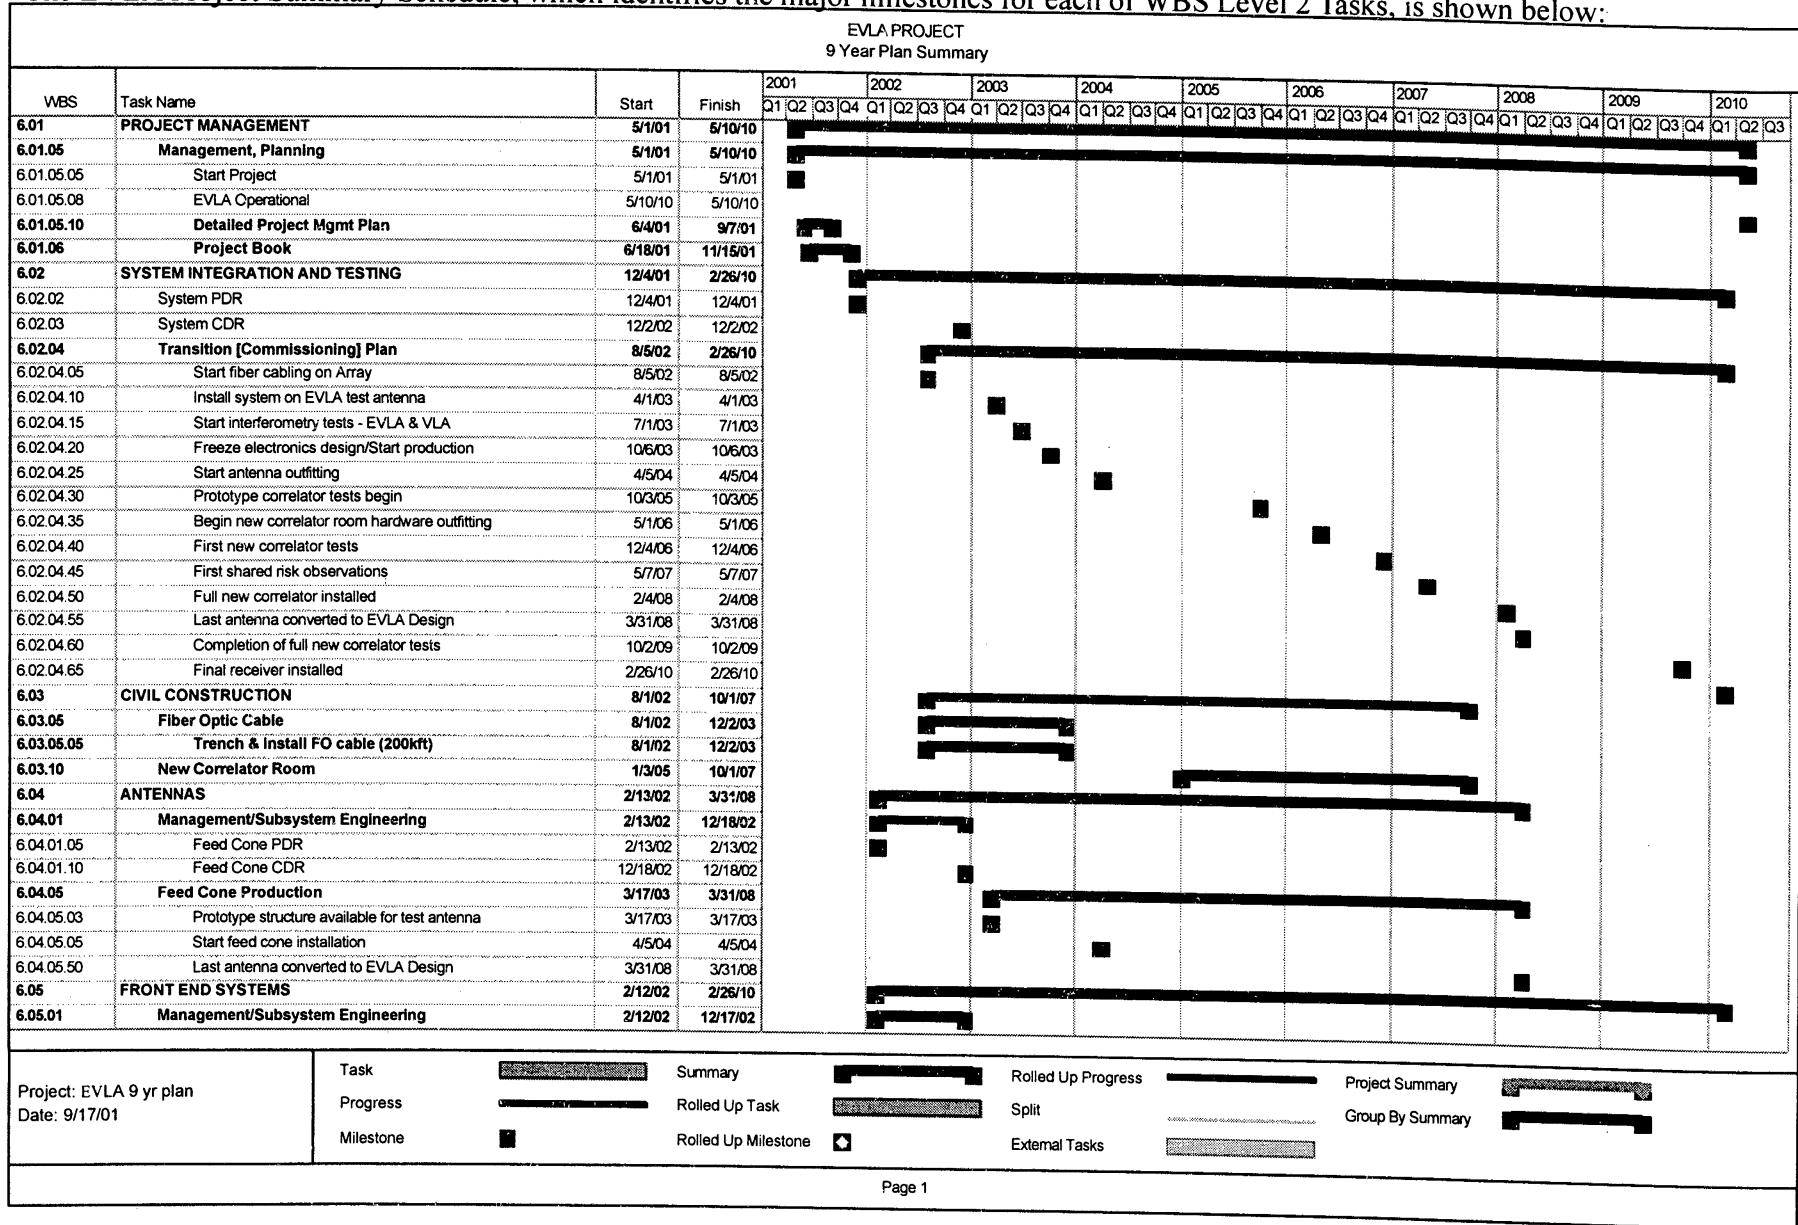 The EVLA Project Summary Schedule, which identifies the major milestones for each of WBS Level 2 Tasks, is shown below:
EVLA PROJECT
9 Year Plan Summary
2001 2002 2003 2004 2005 2006 2007 2008 2009 2010
WBS Task Name Start Finish Q1 Q2 Q3 Q4 Q1 Q2 Q3 Q4 Q1 Q2 Q3 Q4 Q1 Q2 Q3 Q4 Q1 Q2 Q3 Q4 Q1 Q2 Q3 Q4 Q1 Q2 Q3 Q4 Q1 Q2 Q3 Q4 Q1 Q2 Q3 Q4 Q1 Q2 Q3
6.01 PROJECT MANAGEMENT 5/1/01 5/10/10
6.01.05 Management, Planning 5/1/01 5/10/10
6.01.05.05 Start Project 5/1/01 5/1/01
6.01.05.08 EVLA Operational 5/10/10 5/10/10
6.01.05.10 Detailed Project Mgmt Plan 6/4/01 9/7/01
6.01.06 Project Book 6/18/01 11/15/01
6.02 SYSTEM INTEGRATION AND TESTING 12/4/01 2/26/10
6.02.02 System PDR 12/4/01 12/4/01
6.02.03 System CDR 12/2/02 12/2/02
6.02.04 Transition [Commissioning] Plan 8/5/02 2/26/10
6.02.04.05 Start fiber cabling on Array 8/5/02 8/5/02
6.02.04.10 Install system on EVLA test antenna 4/1/03 4/1/03
6.02.04.15 Start interferometry tests - EVLA & VLA 7/1/03 7/1/03
6.02.04.20 Freeze electronics design/Start production 10/6/03 10/6/03
6.02.04.25 Start antenna outfitting 4/5/04 4/5/04
6.02.04.30 Prototype correlator tests begin 10/3/05 10/3/05
6.02.04.35 Begin new correlator room hardware outfitting 5/1/06 5/1/06
6.02.04.40 First new correlator tests 12/4/06 12/4/06
6.02.04.45 First shared risk observations 5/7/07 5/7/07
6.02.04.50 Full new correlator installed 2/4/08 2/4/08
6.02.04.55 Last antenna converted to EVLA Design 3/31/08 3/31/08
6.02.04.60 Completion of full new correlator tests 10/2/09 10/2/09
6.02.04.65 Final receiver installed 2/26/10 2/26/10
6.03 CIVIL CONSTRUCTION 8/1/02 10/1/07
6.03.05 Fiber Optic Cable 8/1/02 12/2/03
6.03.05.05 Trench & Install FO cable (200kft) 8/1/02 12/2/03
6.03.10 New Correlator Room 1/3/05 10/1/07
6.04 ANTENNAS 2/13/02 3/31/08
6.04.01 Management/Subsystem Engineering 2/13/02 12/18/02
6.04.01.05 Feed Cone PDR 2/13/02 2/13/02
6.04.01.10 Feed Cone CDR 12/18/02 12/18/02
6.04.05 Feed Cone Production 3/17/03 3/31/08
6.04.05.03 Prototype structure available for test antenna 3/17/03 3/17/03
6.04.05.05 Start feed cone installation 4/5/04 4/5/04
6.04.05.50 Last antenna converted to EVLA Design 3/31/08 3/31/08
6.05 FRONT END SYSTEMS 2/12/02 2/26/10
6.05.01 Management/Subsystem Engineering 2/12/02 12/17/02
Project: EVLA 9 yr plan
Date: 9/17/01
Task Summary Rolled Up Progress Project Summary
Progress Rolled Up Task Split Group By Summary
Milestone Rolled Up Milestone External Tasks
Page 1